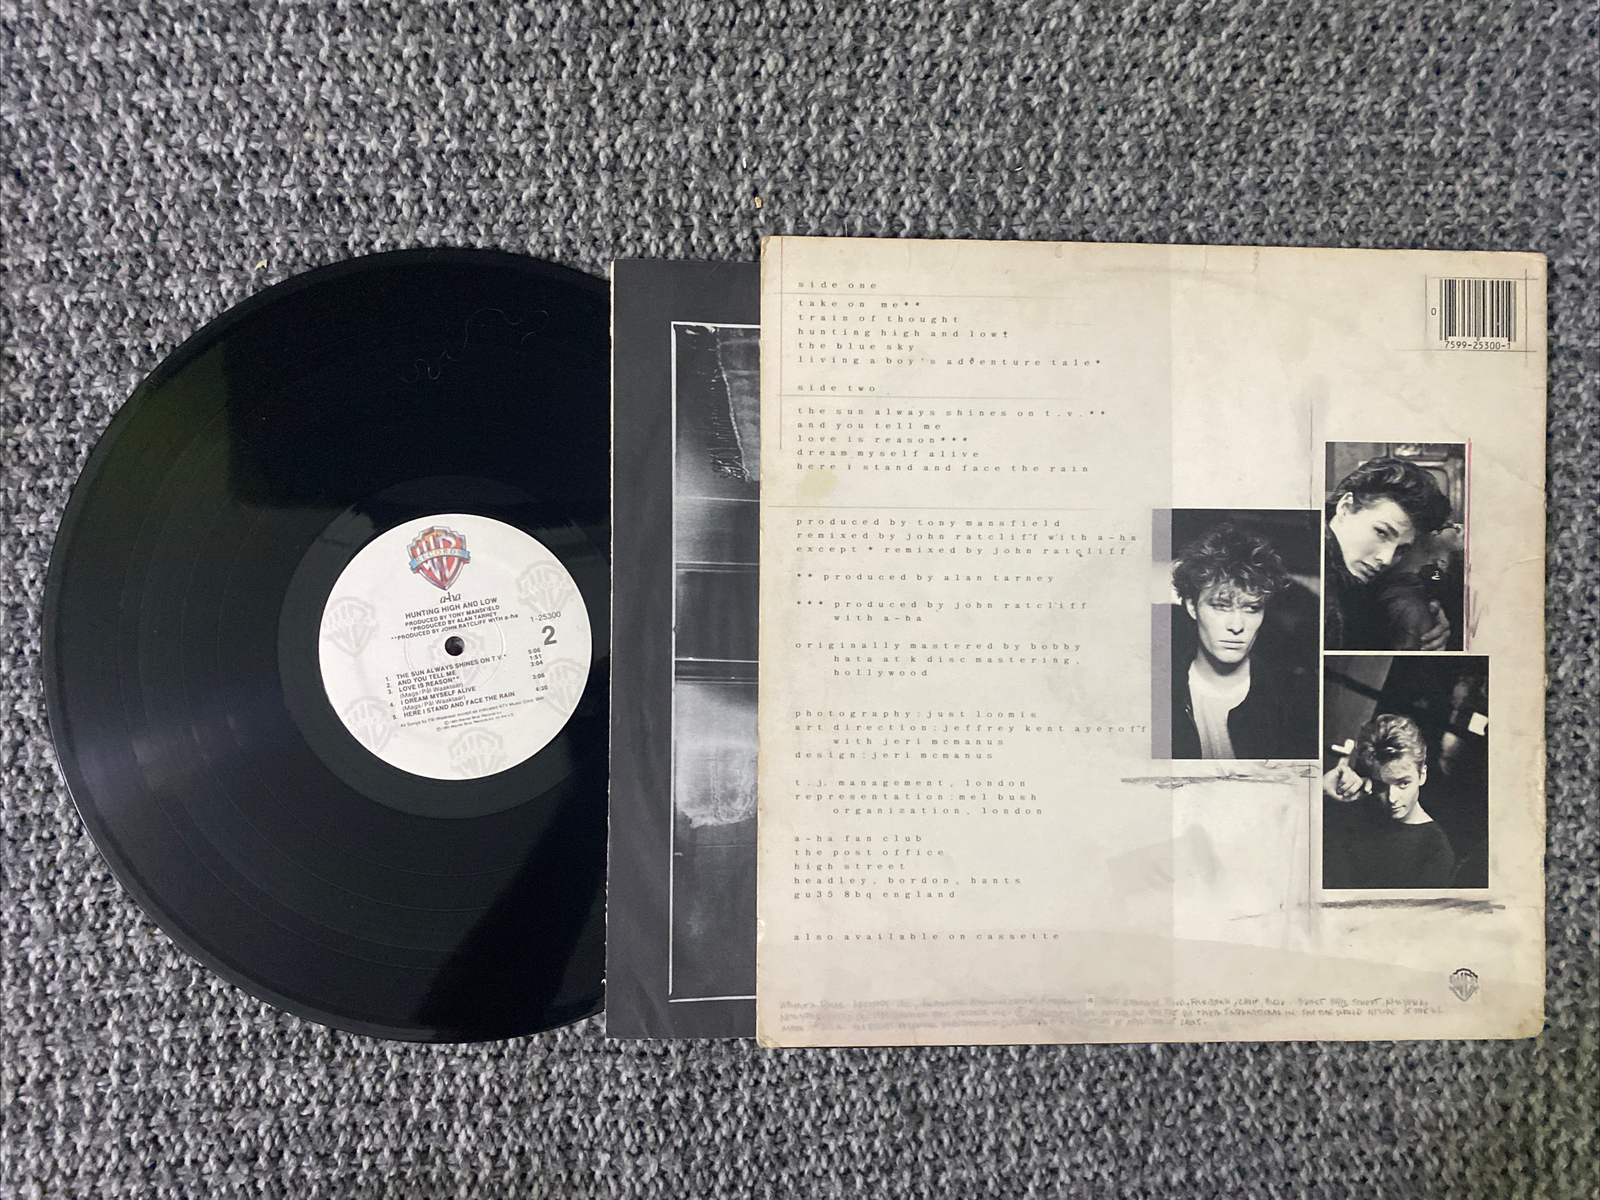 WB
RECORDS
a-ha
HUNTING HIGH AND LOW
PRODUCED BY TONY MANSFIELD
*PRODUCED BY ALAN TARNEY
**PRODUCED BY JOHN RATCLIFF WITH a-ha
1-25300
2
1. THE SUN ALWAYS SHINES ON T.V.* 5:06
2. AND YOU TELL ME 1:51
3. LOVE IS REASON** 3:04
(Mags/Pål Waaktaar)
4. I DREAM MYSELF ALIVE 3:06
(Mags/Pål Waaktaar)
5. HERE I STAND AND FACE THE RAIN 4:30
side one
take on me**
train of thought
hunting high and low†
the blue sky
living a boy's adventure tale*
side two
the sun always shines on t.v.**
and you tell me
love is reason***
dream myself alive
here i stand and face the rain
produced by tony mansfield
remixed by john ratcliff with a-ha
except * remixed by john ratcliff
** produced by alan tarney
*** produced by john ratcliff
with a-ha
originally mastered by bobby
hata at k disc mastering,
hollywood
photography:just loomis
art direction:jeffrey kent ayeroff
with jeri mcmanus
design:jeri mcmanus
t.j. management, london
representation:mel bush
organization, london
a-ha fan club
the post office
high street
headley, bordon, hants
gu35 8bq england
also available on cassette
0
7599-25300-1
WB